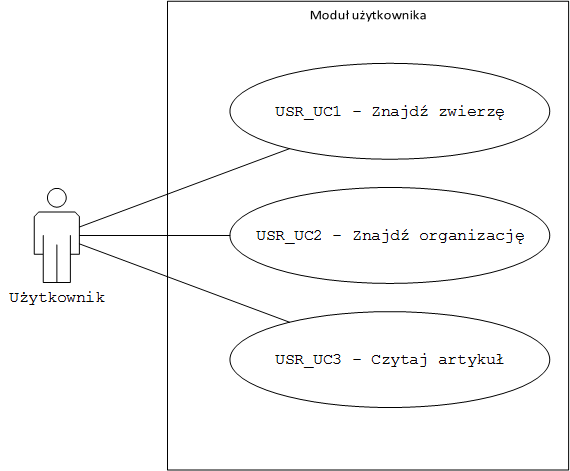 Moduł użytkownika
USR_UC1 – Znajdź zwierzę
USR_UC2 – Znajdź organizację
Użytkownik
USR_UC3 – Czytaj artykuł